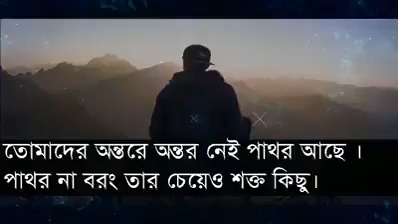 তোমাদের অন্তরে অন্তর নেই পাথর আছে ।
পাথর না বরং তার চেয়েও শক্ত কিছু।